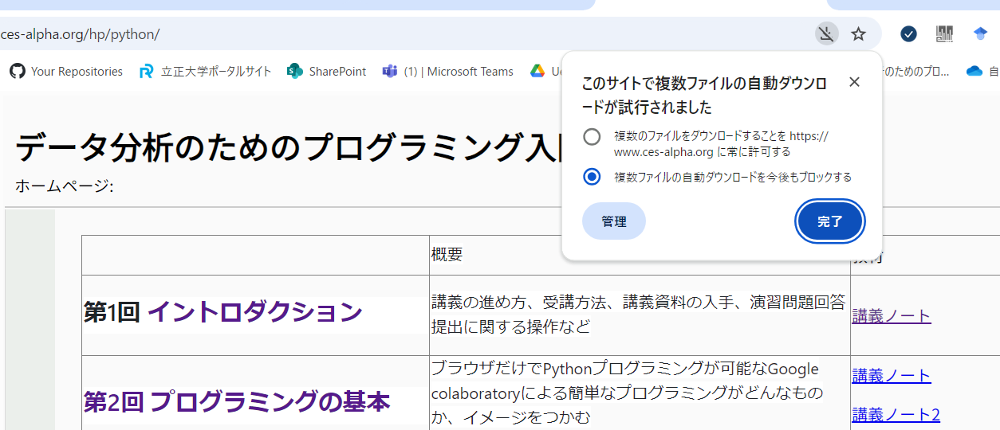 ces-alpha.org/hp/python/
Your Repositories 立正大学ポータルサイト SharePoint (1) | Microsoft Teams のためのプロ... 自
このサイトで複数ファイルの自動ダウンロ
ードが試行されました
複数のファイルをダウンロードすることを https://
www.ces-alpha.org に常に許可する
複数ファイルの自動ダウンロードを今後もブロックする
管理 完了
データ分析のためのプログラミング入
ホームページ:
概要
第1回 イントロダクション
講義の進め方、受講方法、講義資料の入手、演習問題回答
提出に関する操作など
講義ノート
第2回 プログラミングの基本
ブラウザだけでPythonプログラミングが可能なGoogle
colaboratoryによる簡単なプログラミングがどんなもの
か、イメージをつかむ
講義ノート
講義ノート2